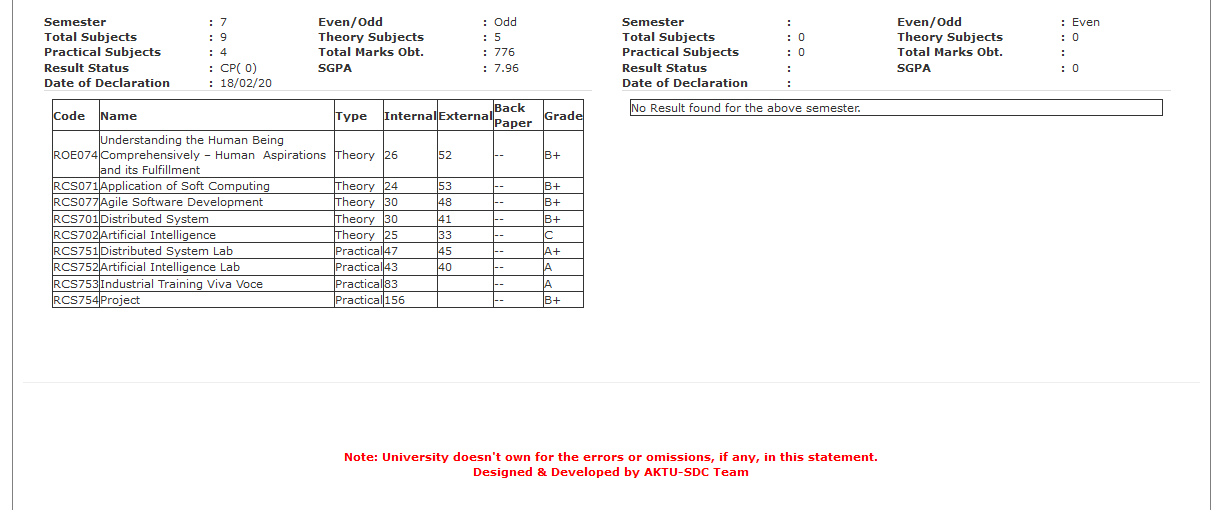 Semester : 7 Even/Odd : Odd
Total Subjects : 9 Theory Subjects : 5
Practical Subjects : 4 Total Marks Obt. : 776
Result Status : CP( 0) SGPA : 7.96
Date of Declaration : 18/02/20
Code Name Type Internal External Back
Paper Grade
Understanding the Human Being
ROE074 Comprehensively – Human Aspirations Theory 26 52 -- B+
and its Fulfillment
RCS071 Application of Soft Computing Theory 24 53 -- B+
RCS077 Agile Software Development Theory 30 48 -- B+
RCS701 Distributed System Theory 30 41 -- B+
RCS702 Artificial Intelligence Theory 25 33 -- C
RCS751 Distributed System Lab Practical 47 45 -- A+
RCS752 Artificial Intelligence Lab Practical 43 40 -- A
RCS753 Industrial Training Viva Voce Practical 83 -- A
RCS754 Project Practical 156 -- B+
Semester : Even/Odd : Even
Total Subjects : 0 Theory Subjects : 0
Practical Subjects : 0 Total Marks Obt. :
Result Status : SGPA : 0
Date of Declaration :
No Result found for the above semester.
Note: University doesn't own for the errors or omissions, if any, in this statement.
Designed & Developed by AKTU-SDC Team